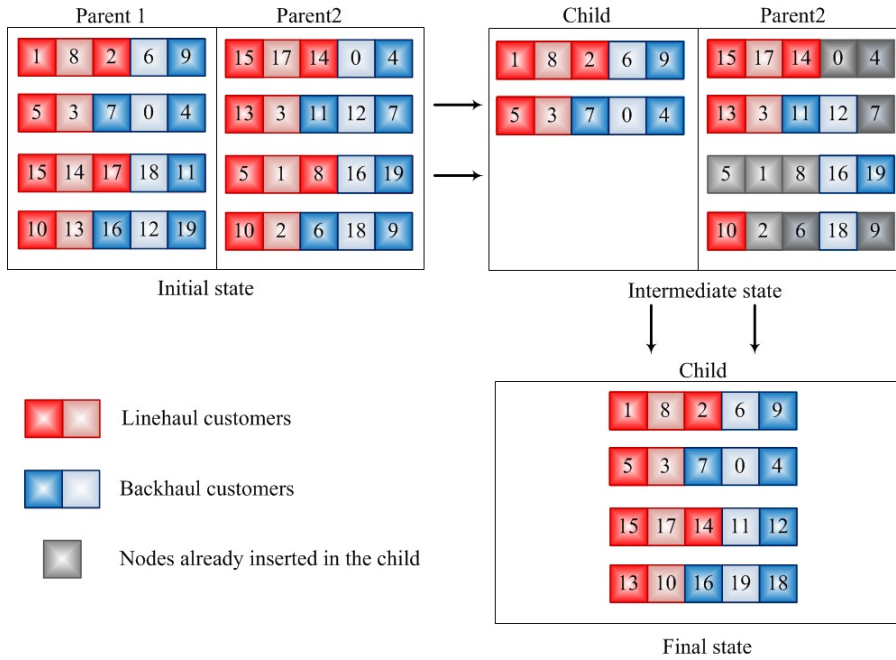 Parent 1 Parent2
1 8 2 6 9 15 17 14 0 4
5 3 7 0 4 13 3 11 12 7
15 14 17 18 11 5 1 8 16 19
10 13 16 12 19 10 2 6 18 9
Initial state
Child Parent2
1 8 2 6 9 15 17 14 0 4
5 3 7 0 4 13 3 11 12 7
5 1 8 16 19
10 2 6 18 9
Intermediate state
Child
1 8 2 6 9
5 3 7 0 4
15 17 14 11 12
13 10 16 19 18
Final state
Linehaul customers
Backhaul customers
Nodes already inserted in the child